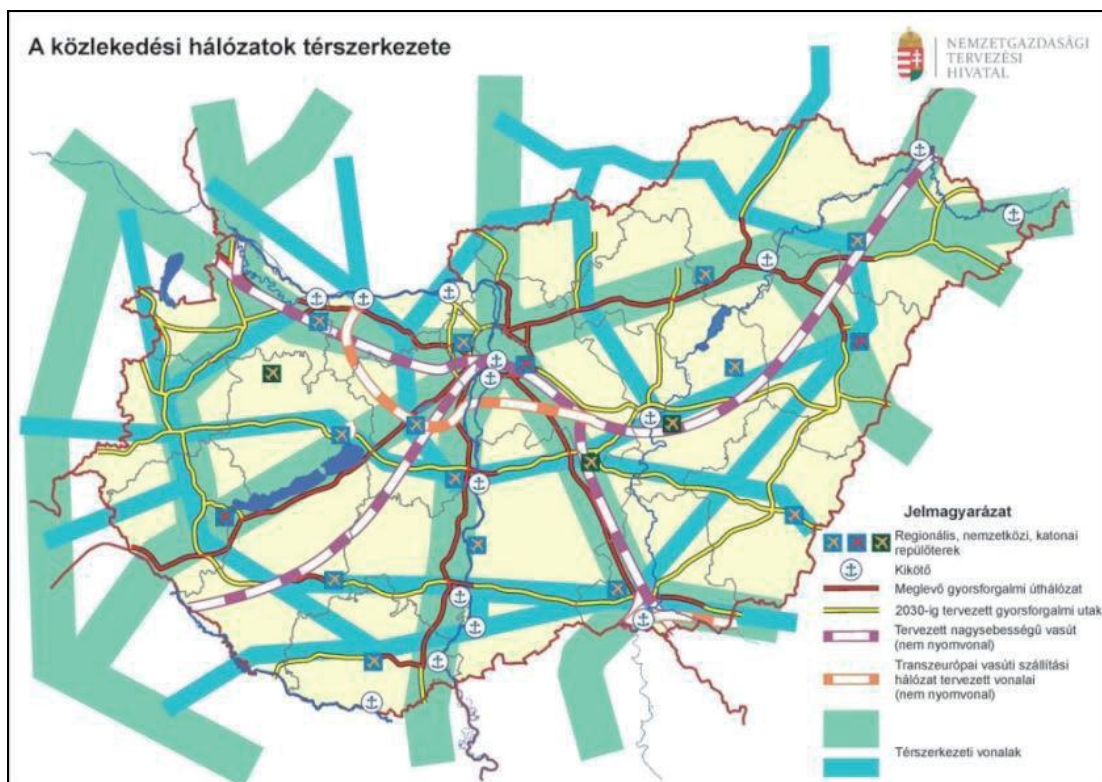 A közlekedési hálózatok térszerkezete
NEMZETGAZDASÁGI
TERVEZÉSI
HIVATAL
Jelmagyarázat
Regionális, nemzetközi, katonai
repülőterek
Kikötő
Meglevő gyorsforgalmi úthálózat
2030-ig tervezett gyorsforgalmi utak
Tervezett nagysebességű vasút
(nem nyomvonal)
Transzeurópai vasúti szállítási
hálózat tervezett vonalai
(nem nyomvonal)
Térszerkezeti vonalak